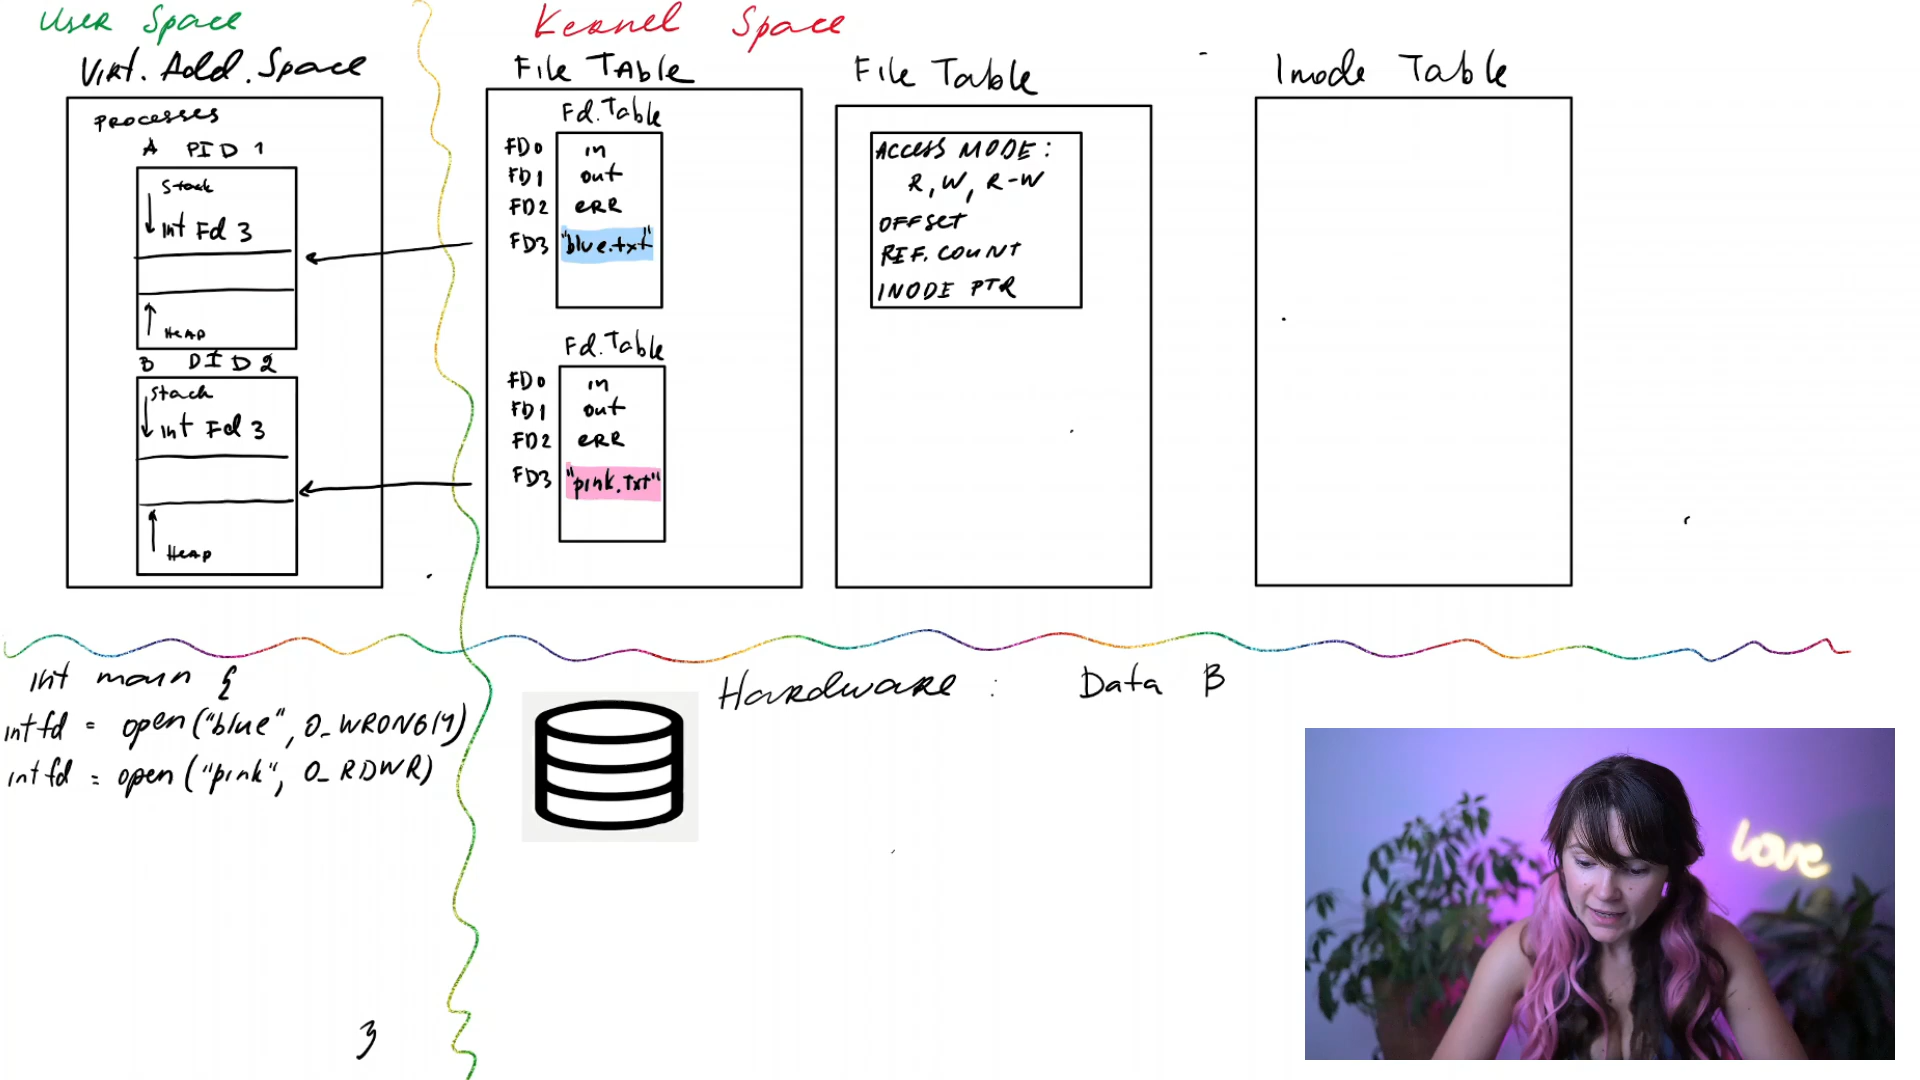 User Space
Kernel Space
Virt. Add. Space
File TAble
File Table
Inode Table
Processes
A PID 1
Stack
int Fd 3
Heap
B PID 2
Stack
int Fd 3
Heap
Fd. Table
FD0 in
FD1 out
FD2 eRR
FD3 "blue.txt"
Fd. Table
FD0 in
FD1 out
FD2 eRR
FD3 "pink.txt"
ACCESS MODE:
R, W, R-W
OFFSET
REF. COUNT
INODE PTR
int main {
int fd = open("blue",
int fd = open("pink", O_RDWR)
}
Hardware: Data B
love